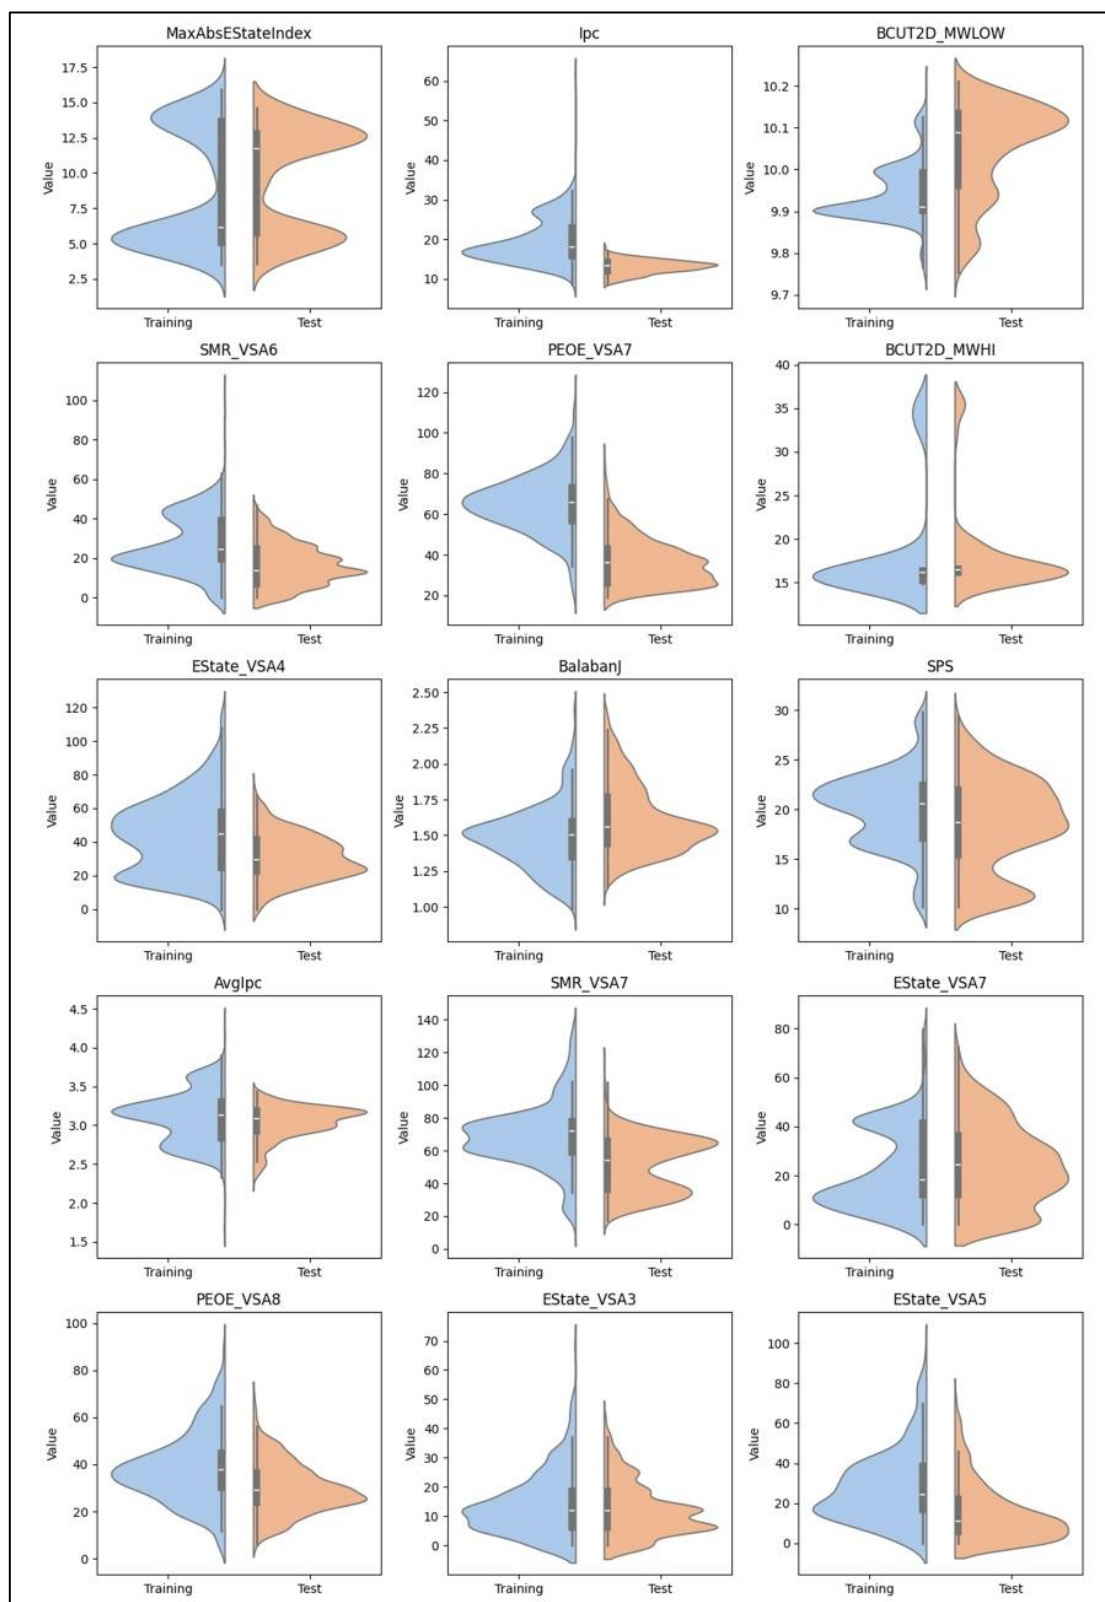 MaxAbsEStateIndex
Value
17.5
15.0
12.5
10.0
7.5
5.0
2.5
Training Test
Ipc
Value
60
50
40
30
20
10
Training Test
BCUT2D_MWLOW
Value
10.2
10.1
10.0
9.9
9.8
9.7
Training Test
SMR_VSA6
Value
100
80
60
40
20
0
Training Test
PEOE_VSA7
Value
120
100
80
60
40
20
Training Test
BCUT2D_MWHI
Value
40
35
30
25
20
15
Training Test
EState_VSA4
Value
120
100
80
60
40
20
0
Training Test
BalabanJ
Value
2.50
2.25
2.00
1.75
1.50
1.25
1.00
Training Test
SPS
Value
30
25
20
15
10
Training Test
AvgIpc
Value
4.5
4.0
3.5
3.0
2.5
2.0
1.5
Training Test
SMR_VSA7
Value
140
120
100
80
60
40
20
0
Training Test
EState_VSA7
Value
80
60
40
20
0
Training Test
PEOE_VSA8
Value
100
80
60
40
20
0
Training Test
EState_VSA3
Value
70
60
50
40
30
20
10
0
Training Test
EState_VSA5
Value
100
80
60
40
20
0
Training Test